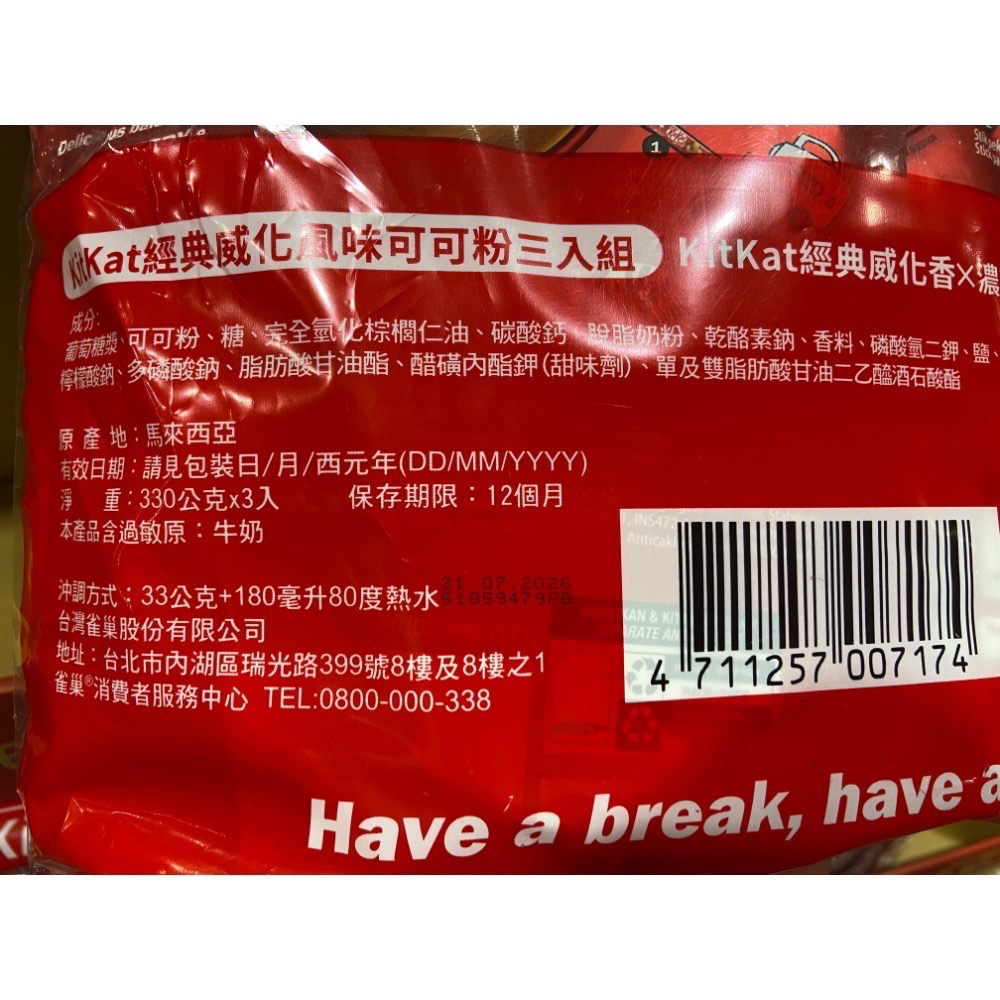 Delicious
1
KitKat經典威化風味可可粉三入組 KitKat經典威化香×濃
成分:
葡萄糖漿、可可粉、糖、完全氫化棕櫚仁油、碳酸鈣、脫脂奶粉、乾酪素鈉、香料、磷酸氫二鉀、鹽、
檸檬酸鈉、多磷酸鈉、脂肪酸甘油酯、醋磺內酯鉀(甜味劑)、單及雙脂肪酸甘油二乙醯酒石酸酯
原產地:馬來西亞
有效日期:請見包裝日/月/西元年(DD/MM/YYYY)
淨 重:330公克x3入 保存期限:12個月
本產品含過敏原:牛奶
, INS472
Anticaki
沖調方式:33公克+180毫升80度熱水
31 07 2026
51859479F0
台灣雀巢股份有限公司
KAN & KIT
RATE AN
地址:台北市內湖區瑞光路399號8樓及8樓之1
雀巢®消費者服務中心 TEL:0800-000-338
4 711257 007174
Have a break, have a